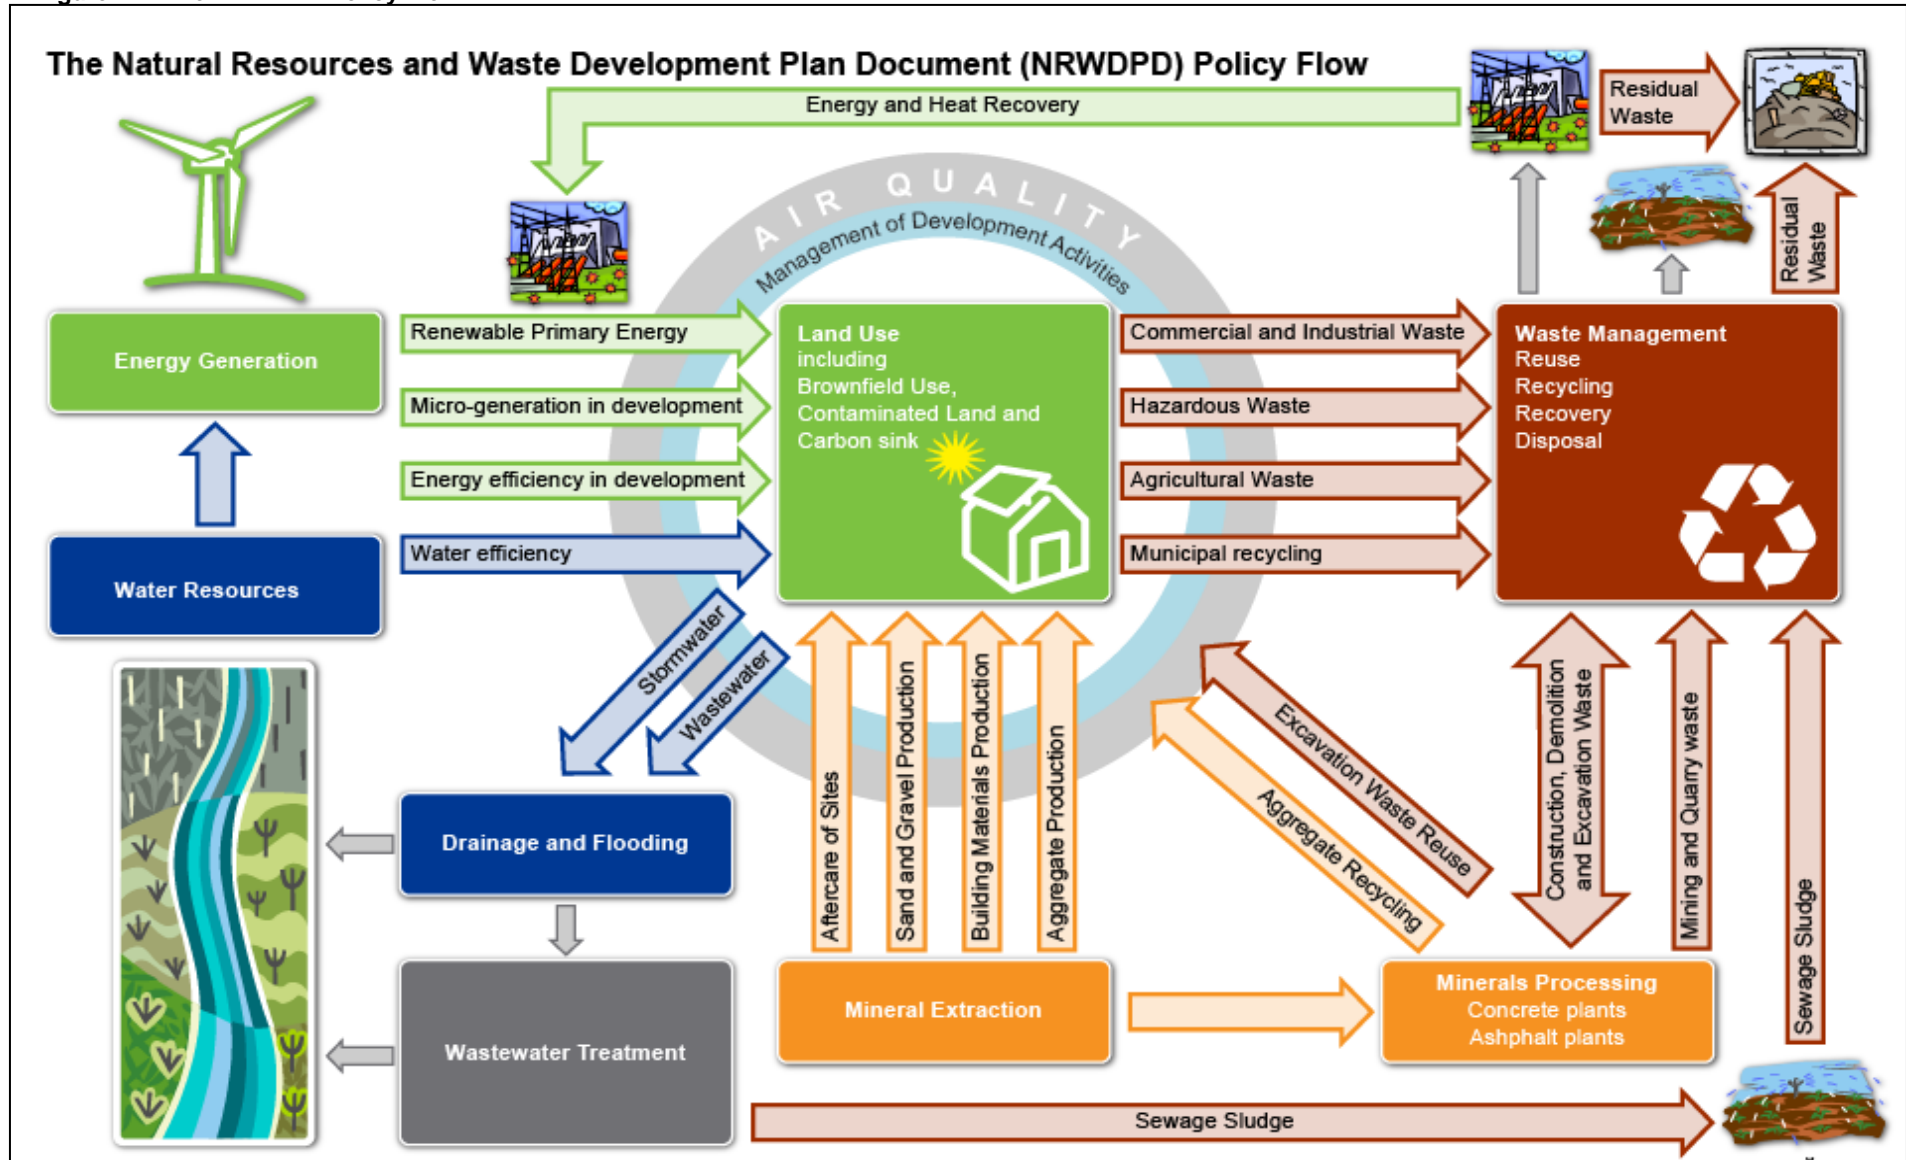 The Natural Resources and Waste Development Plan Document (NRWDPD) Policy Flow
Energy and Heat Recovery
Residual
Waste
Residual
Waste
AIR QUALITY
Management of Development Activities
Energy Generation
Renewable Primary Energy
Micro-generation in development
Energy efficiency in development
Water efficiency
Land Use
including
Brownfield Use,
Contaminated Land and
Carbon sink
Commercial and Industrial Waste
Hazardous Waste
Agricultural Waste
Municipal recycling
Waste Management
Reuse
Recycling
Recovery
Disposal
Water Resources
Stormwater
Wastewater
Aftercare of Sites
Sand and Gravel Production
Building Materials Production
Aggregate Production
Excavation Waste Reuse
Aggregate Recycling
Construction, Demolition
and Excavation Waste
Mining and Quarry waste
Sewage Sludge
Drainage and Flooding
Wastewater Treatment
Mineral Extraction
Minerals Processing
Concrete plants
Ashphalt plants
Sewage Sludge